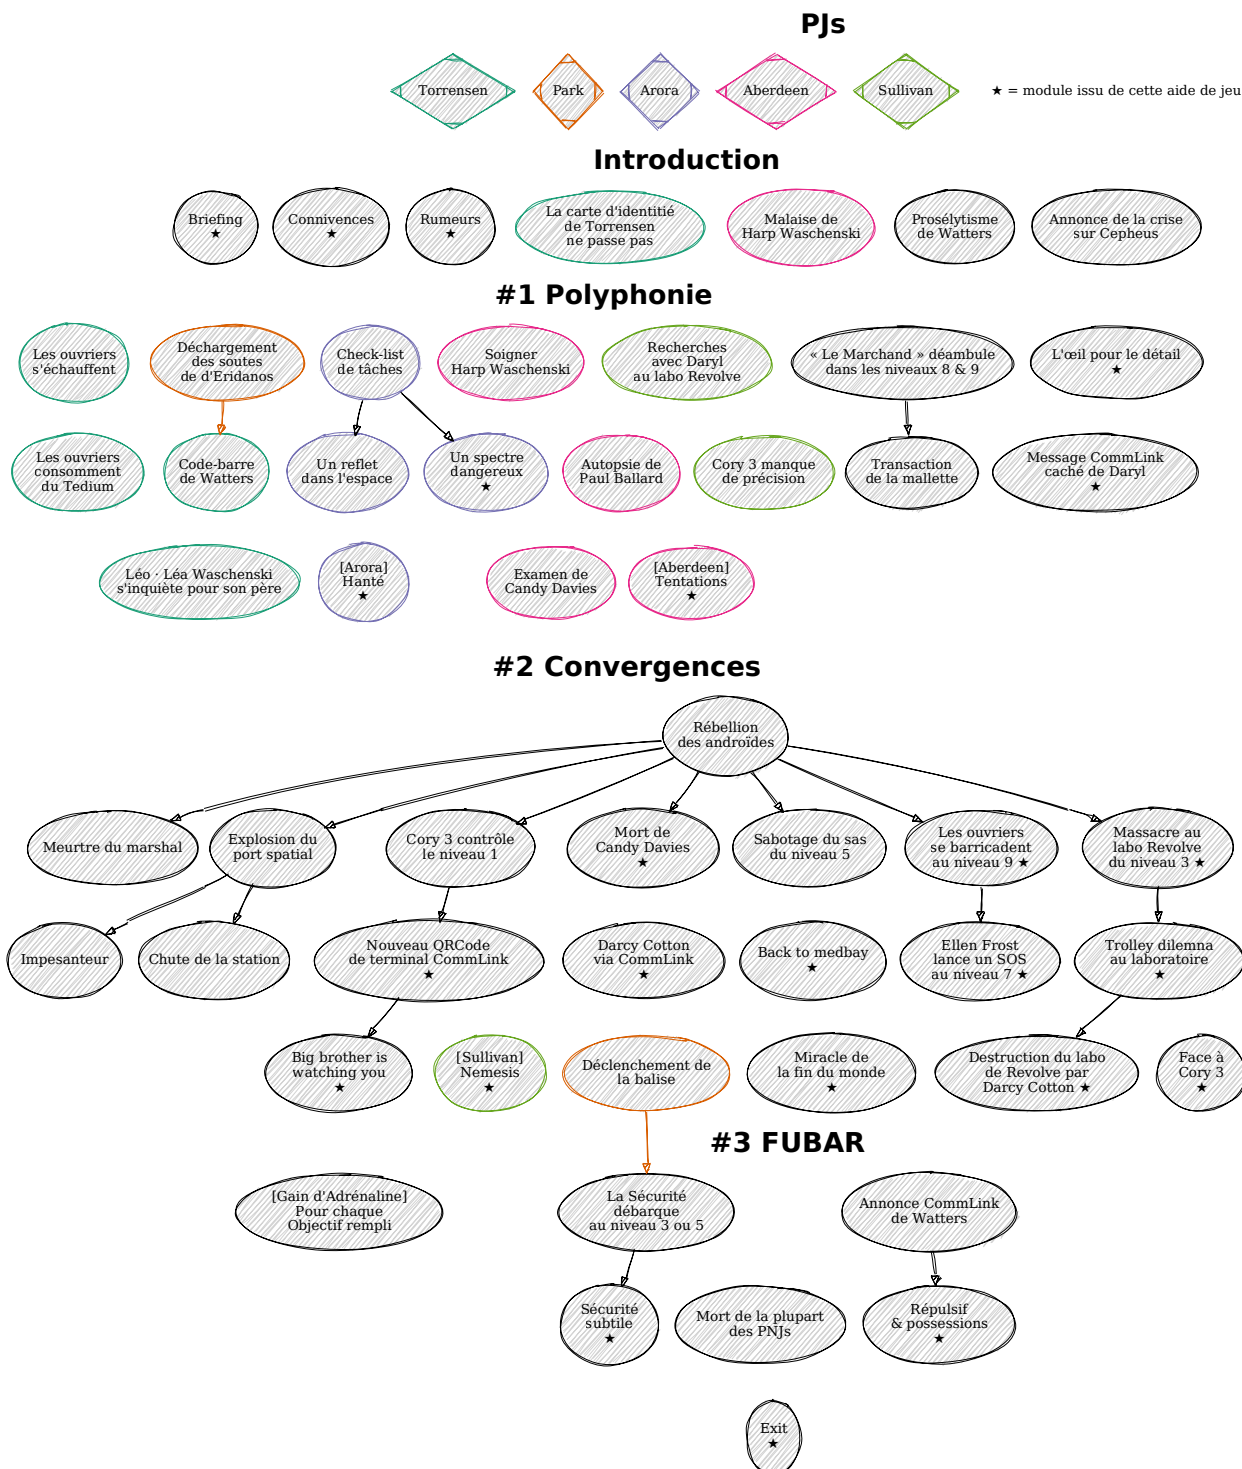 PJs
Torrensen
Park
Arora
Aberdeen
Sullivan
★ = module issu de cette aide de jeu
Introduction
Briefing
★
Connivences
★
Rumeurs
★
La carte d'identitié
de Torrensen
ne passe pas
Malaise de
Harp Waschenski
Prosélytisme
de Watters
Annonce de la crise
sur Cepheus
#1 Polyphonie
Les ouvriers
s'échauffent
Déchargement
des soutes
de d'Eridanos
Check-list
de tâches
Soigner
Harp Waschenski
Recherches
avec Daryl
au labo Revolve
« Le Marchand » déambule
dans les niveaux 8 & 9
L'œil pour le détail
★
Les ouvriers
consomment
du Tedium
Code-barre
de Watters
Un reflet
dans l'espace
Un spectre
dangereux
★
Autopsie de
Paul Ballard
Cory 3 manque
de précision
Transaction
de la mallette
Message CommLink
caché de Daryl
★
Léo · Léa Waschenski
s'inquiète pour son père
[Arora]
Hanté
★
Examen de
Candy Davies
[Aberdeen]
Tentations
★
#2 Convergences
Rébellion
des androïdes
Meurtre du marshal
Explosion du
port spatial
Cory 3 contrôle
le niveau 1
Mort de
Candy Davies
★
Sabotage du sas
du niveau 5
Les ouvriers
se barricadent
au niveau 9 ★
Massacre au
labo Revolve
du niveau 3 ★
Impesanteur
Chute de la station
Nouveau QRCode
de terminal CommLink
★
Darcy Cotton
via CommLink
★
Back to medbay
★
Ellen Frost
lance un SOS
au niveau 7 ★
Trolley dilemna
au laboratoire
★
Big brother is
watching you
★
[Sullivan]
Nemesis
★
Déclenchement de
la balise
Miracle de
la fin du monde
★
Destruction du labo
de Revolve par
Darcy Cotton ★
Face à
Cory 3
★
#3 FUBAR
[Gain d'Adrénaline]
Pour chaque
Objectif rempli
La Sécurité
débarque
au niveau 3 ou 5
Annonce CommLink
de Watters
Sécurité
subtile
★
Mort de la plupart
des PNJs
Répulsif
& possessions
★
Exit
★